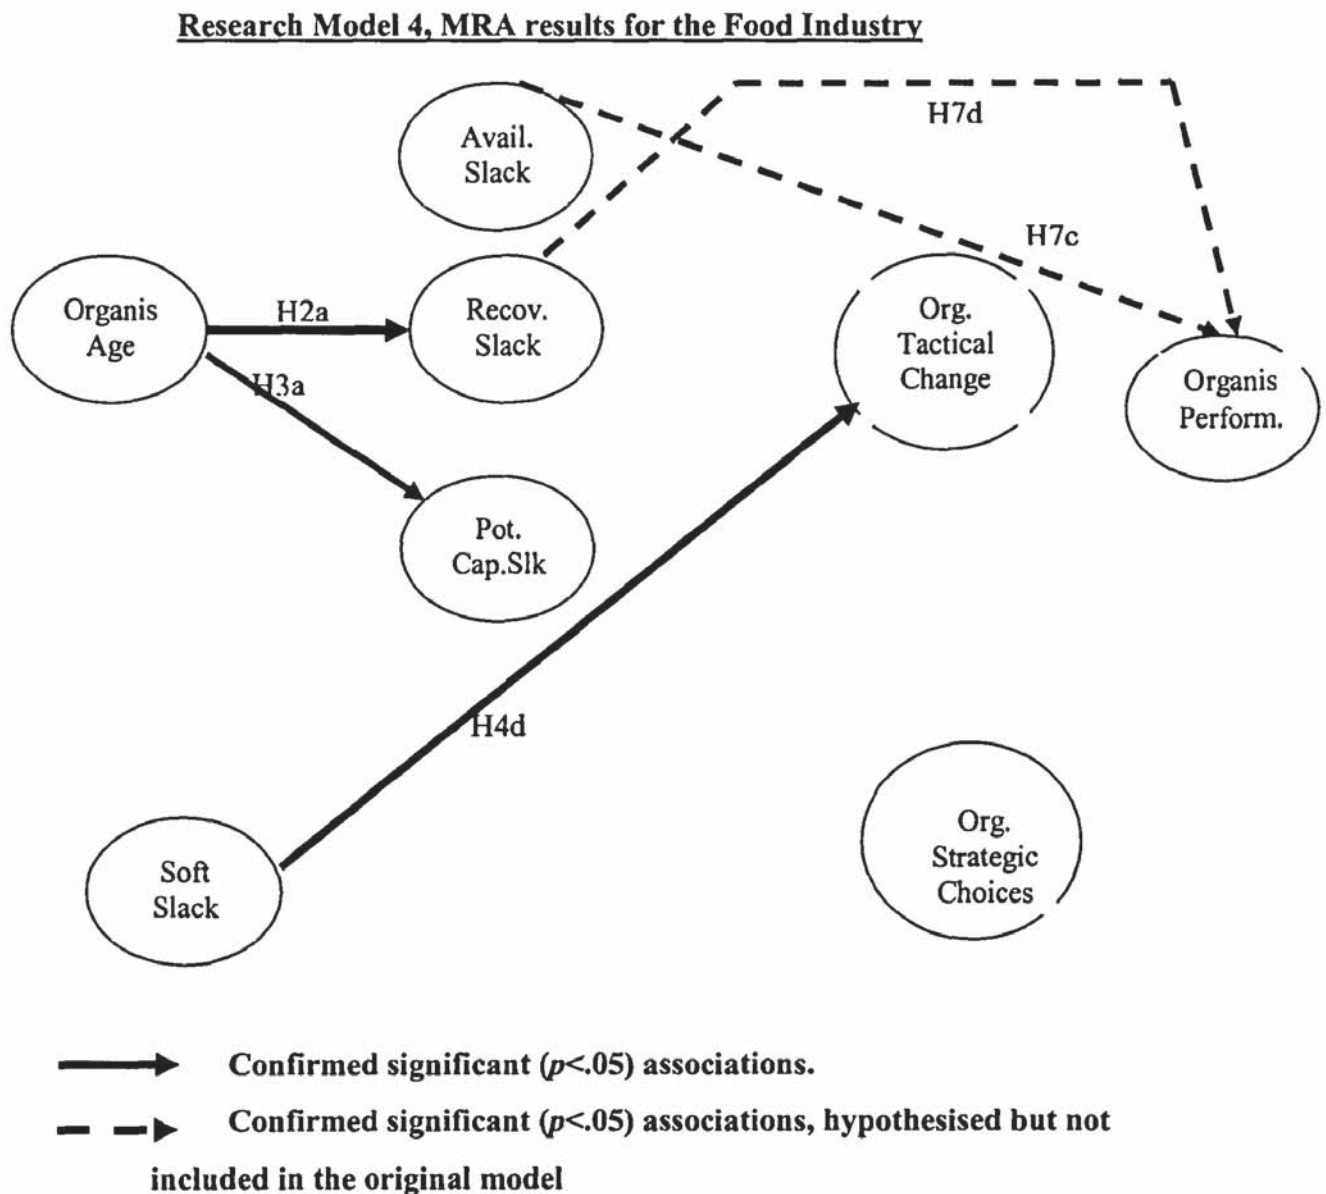 Research Model 4, MRA results for the Food Industry
Avail.
Slack
H7d
H7c
Organis
Age
H2a
Recov.
Slack
Org.
Tactical
Change
Organis
Perform.
H3a
Pot.
Cap.Slk
H4d
Soft
Slack
Org.
Strategic
Choices
Confirmed significant (p<.05) associations.
Confirmed significant (p<.05) associations, hypothesised but not
included in the original model